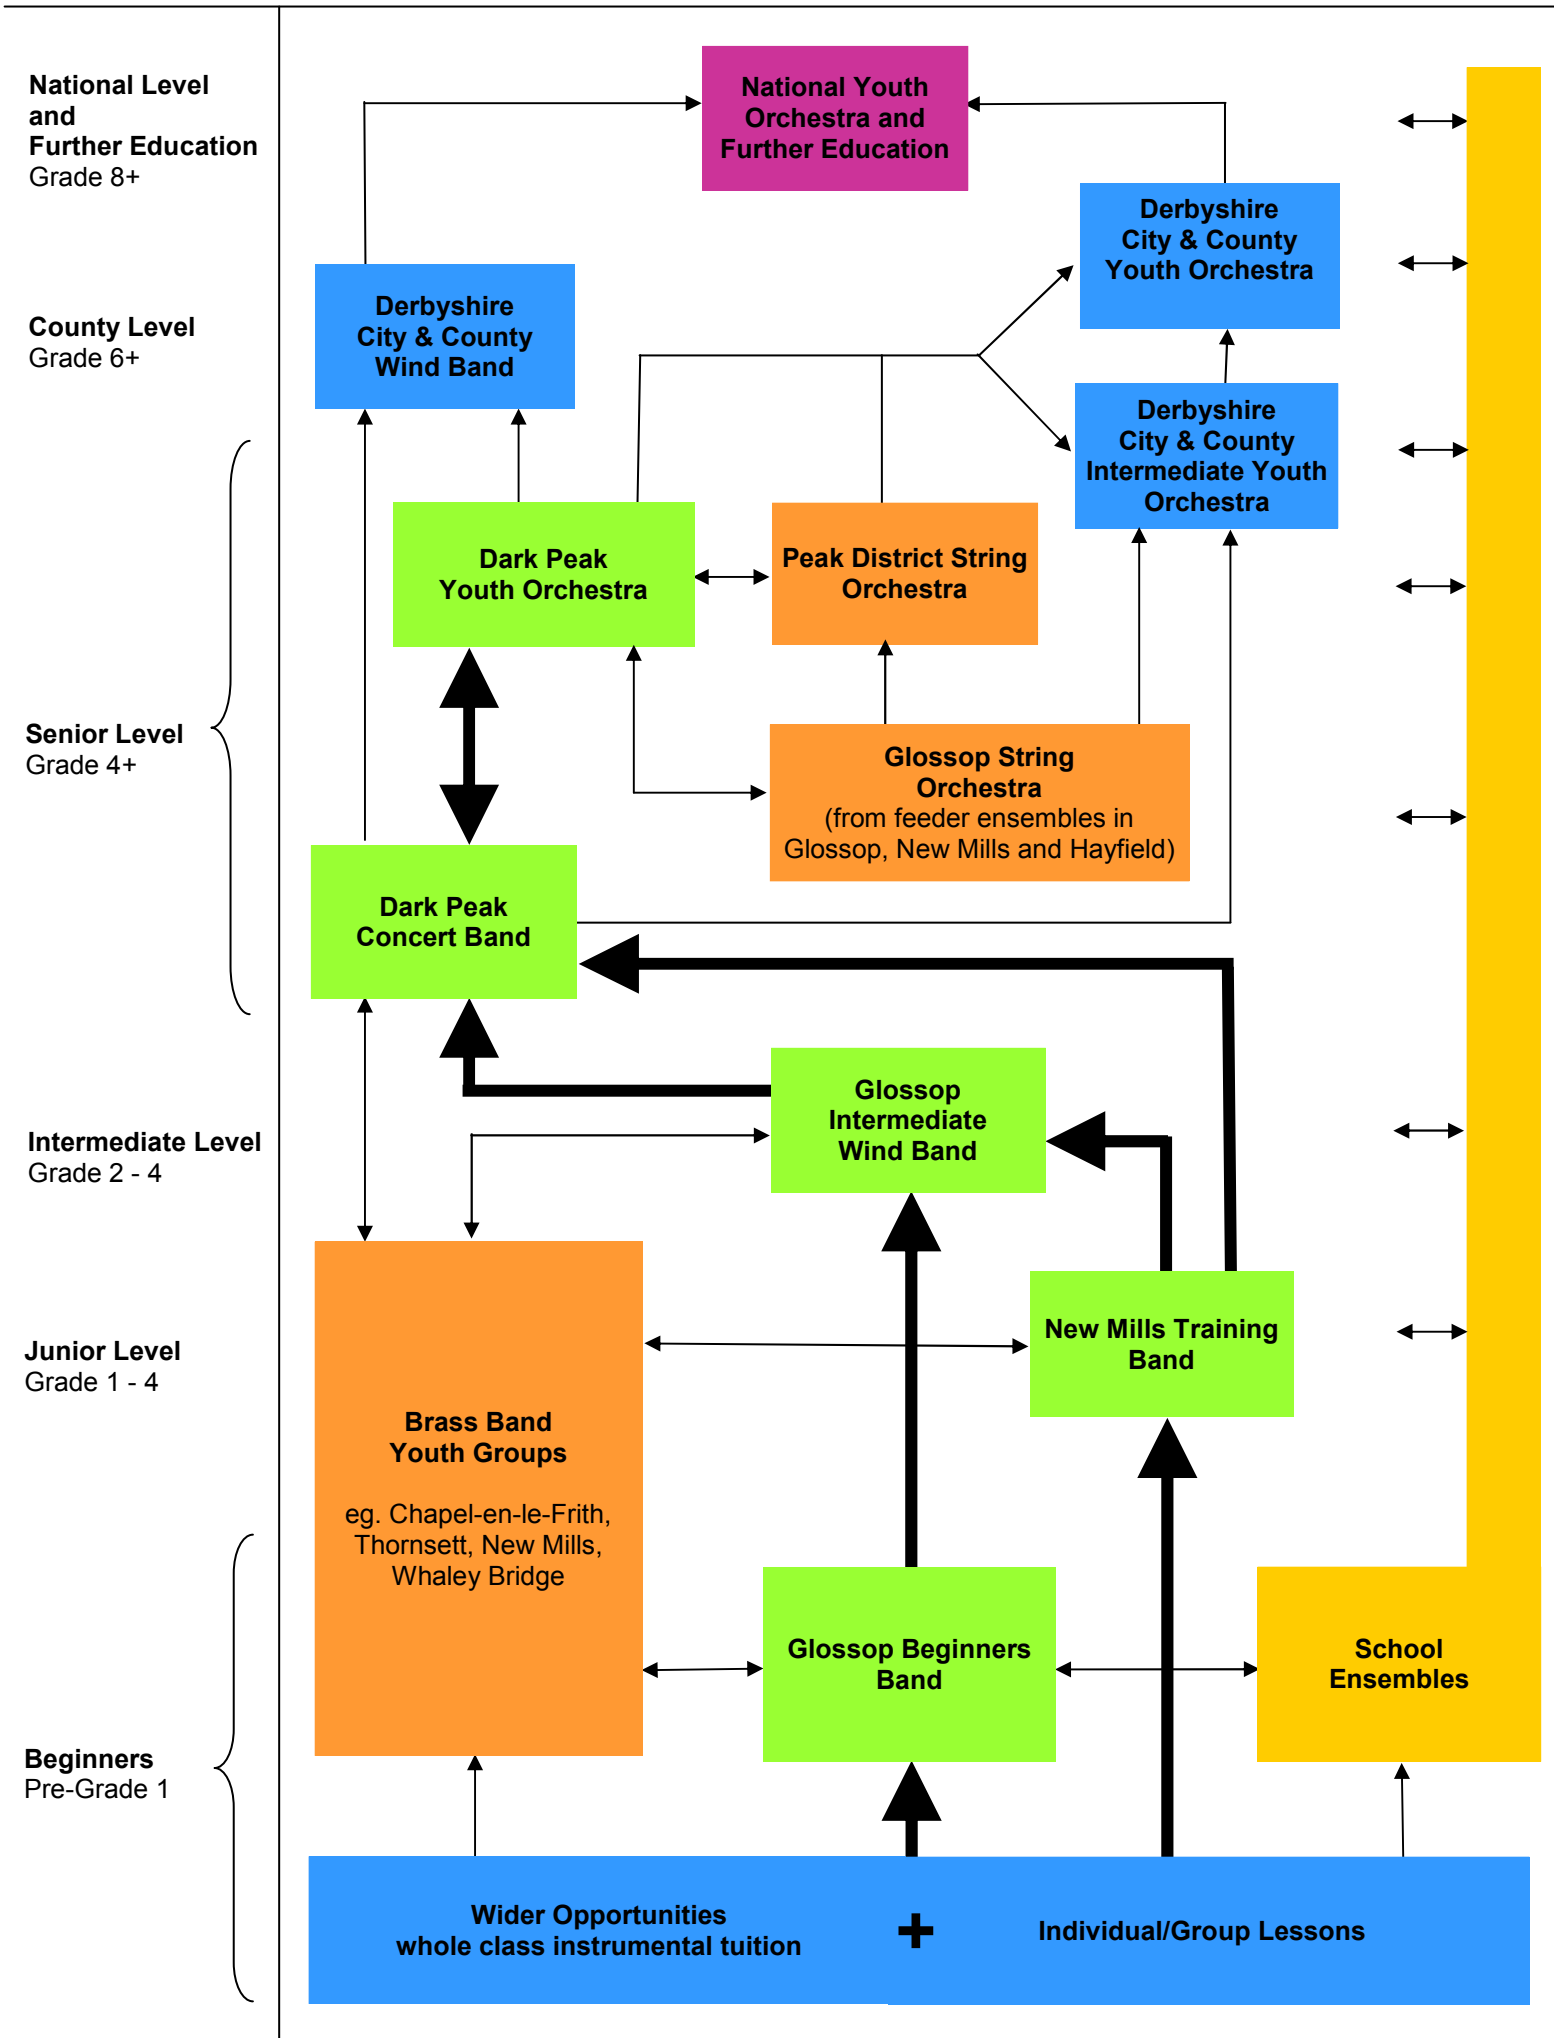 National Level
and
Further Education
Grade 8+
National Youth
Orchestra and
Further Education
Derbyshire
City & County
Youth Orchestra
County Level
Grade 6+
Derbyshire
City & County
Wind Band
Derbyshire
City & County
Intermediate Youth
Orchestra
Senior Level
Grade 4+
Dark Peak
Youth Orchestra
Peak District String
Orchestra
Glossop String
Orchestra
(from feeder ensembles in
Glossop, New Mills and Hayfield)
Dark Peak
Concert Band
Intermediate Level
Grade 2 - 4
Glossop
Intermediate
Wind Band
Junior Level
Grade 1 - 4
New Mills Training
Band
Brass Band
Youth Groups
eg. Chapel-en-le-Frith,
Thornsett, New Mills,
Whaley Bridge
Beginners
Pre-Grade 1
Glossop Beginners
Band
School
Ensembles
Wider Opportunities
whole class instrumental tuition
+
Individual/Group Lessons